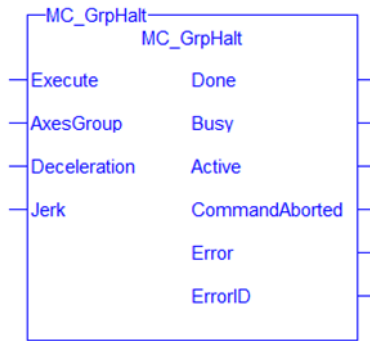 MC_GrpHalt
MC_GrpHalt
Execute Done
AxesGroup Busy
Deceleration Active
Jerk CommandAborted
Error
ErrorID